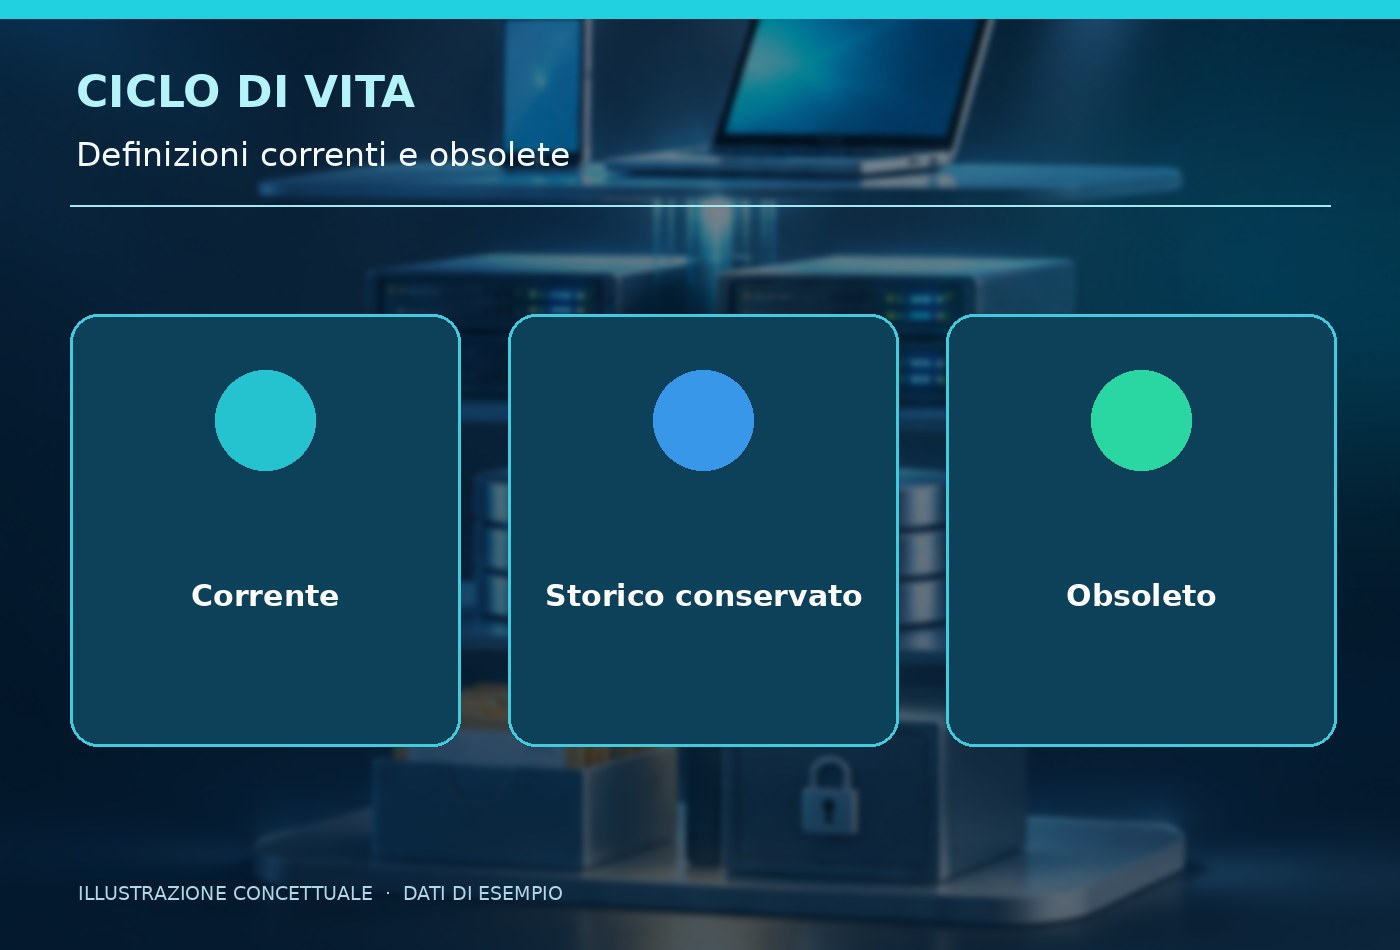 CICLO DI VITA
Definizioni correnti e obsolete
Corrente
Storico conservato
Obsoleto
ILLUSTRAZIONE CONCETTUALE · DATI DI ESEMPIO